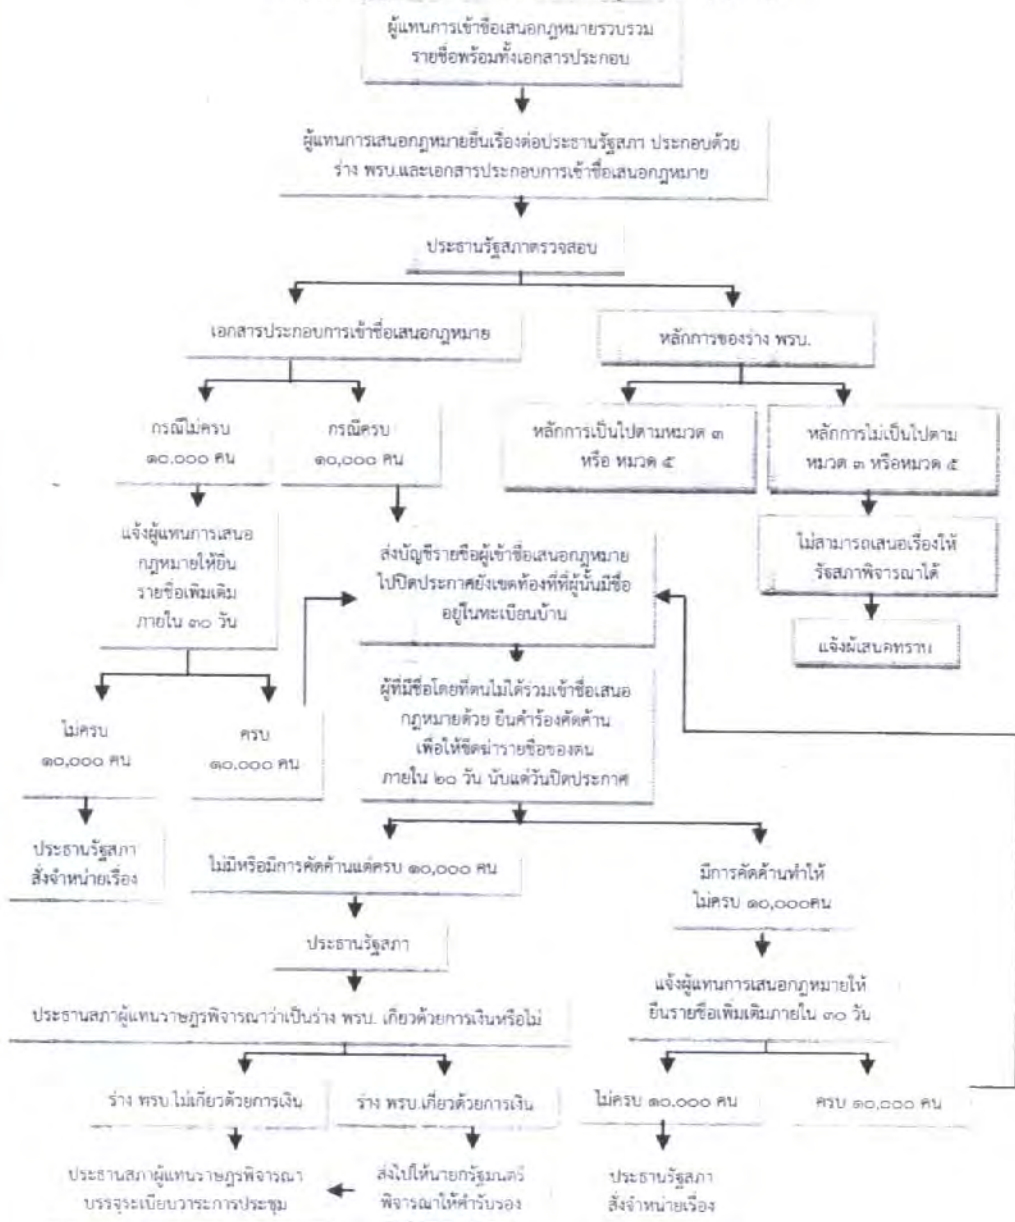 ผู้แทนการเข้าชื่อเสนอกฎหมายรวบรวม
รายชื่อพร้อมทั้งเอกสารประกอบ
ผู้แทนการเสนอกฎหมายยื่นเรื่องต่อประธานรัฐสภา ประกอบด้วย
ร่าง พรบ.และเอกสารประกอบการเข้าชื่อเสนอกฎหมาย
ประธานรัฐสภาตรวจสอบ
เอกสารประกอบการเข้าชื่อเสนอกฎหมาย
หลักการของร่าง พรบ.
กรณีไม่ครบ
๑๐,๐๐๐ คน
กรณีครบ
๑๐,๐๐๐ คน
หลักการเป็นไปตามหมวด ๓
หรือ หมวด ๕
หลักการไม่เป็นไปตาม
หมวด ๓ หรือหมวด ๕
แจ้งผู้แทนการเสนอ
กฎหมายให้ยื่น
รายชื่อเพิ่มเติม
ภายใน ๓๐ วัน
ส่งบัญชีรายชื่อผู้เข้าชื่อเสนอกฎหมาย
ไปปิดประกาศยังเขตท้องที่ที่ผู้นั้นมีชื่อ
อยู่ในทะเบียนบ้าน
ไม่สามารถเสนอเรื่องให้
รัฐสภาพิจารณาได้
แจ้งผู้เสนอทราบ
ไม่ครบ
๑๐,๐๐๐ คน
ครบ
๑๐,๐๐๐ คน
ผู้ที่มีชื่อโดยที่ตนไม่ได้ร่วมเข้าชื่อเสนอ
กฎหมายด้วย ยื่นคำร้องคัดค้าน
เพื่อให้ขีดฆ่ารายชื่อของตน
ภายใน ๒๐ วัน นับแต่วันปิดประกาศ
ประธานรัฐสภา
สั่งจำหน่ายเรื่อง
ไม่มีหรือมีการคัดค้านแต่ครบ ๑๐,๐๐๐ คน
มีการคัดค้านทำให้
ไม่ครบ ๑๐,๐๐๐คน
ประธานรัฐสภา
แจ้งผู้แทนการเสนอกฎหมายให้
ยื่นรายชื่อเพิ่มเติมภายใน ๓๐ วัน
ประธานสภาผู้แทนราษฎรพิจารณาว่าเป็นร่าง พรบ. เกี่ยวด้วยการเงินหรือไม่
ร่าง พรบ.ไม่เกี่ยวด้วยการเงิน
ร่าง พรบ.เกี่ยวด้วยการเงิน
ไม่ครบ ๑๐,๐๐๐ คน
ครบ ๑๐,๐๐๐ คน
ประธานสภาผู้แทนราษฎรพิจารณา
บรรจุระเบียบวาระการประชุม
ส่งไปให้นายกรัฐมนตรี
พิจารณาให้คำรับรอง
ประธานรัฐสภา
สั่งจำหน่ายเรื่อง